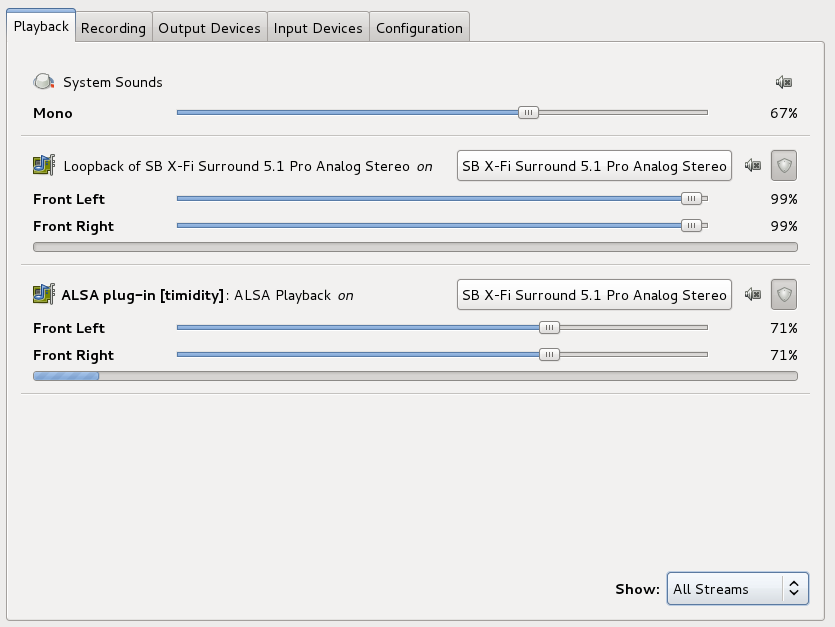 Playback Recording Output Devices Input Devices Configuration
System Sounds
Mono 67%
Loopback of SB X-Fi Surround 5.1 Pro Analog Stereo on SB X-Fi Surround 5.1 Pro Analog Stereo
Front Left 99%
Front Right 99%
ALSA plug-in [timidity]: ALSA Playback on SB X-Fi Surround 5.1 Pro Analog Stereo
Front Left 71%
Front Right 71%
Show: All Streams